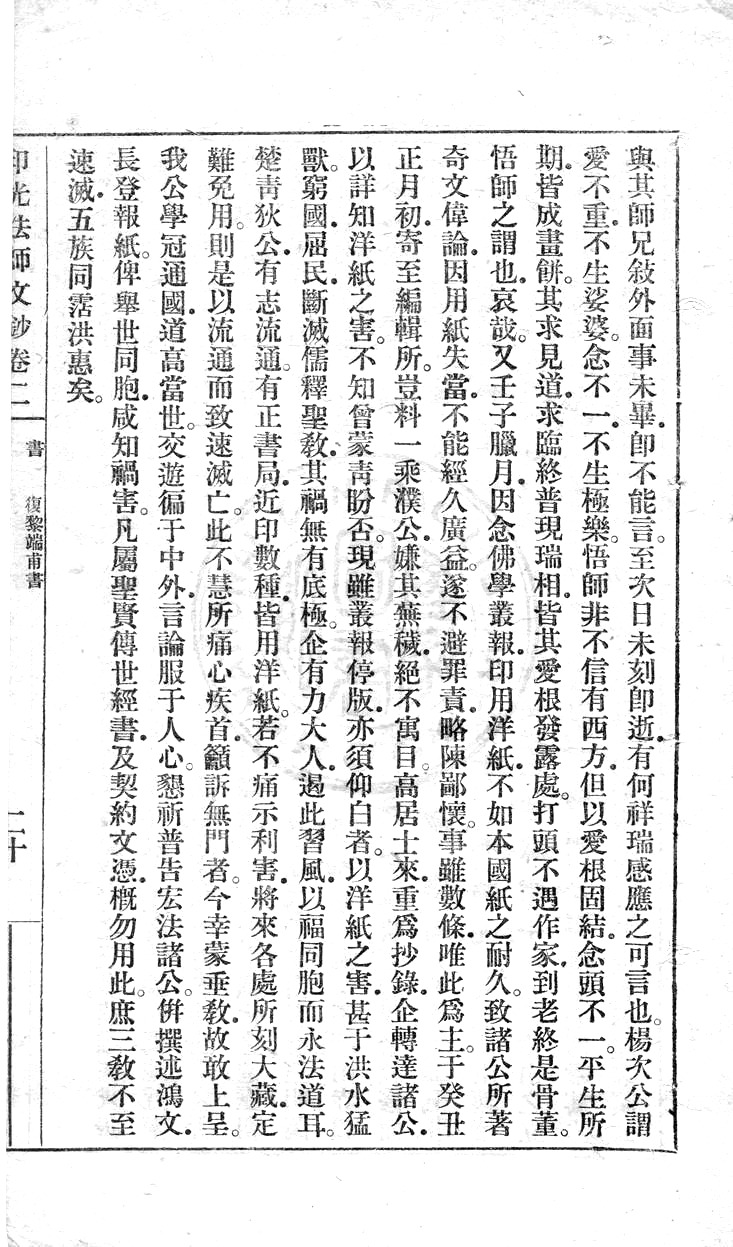 與其師兄敍外面事未畢.卽不能言。至次日未刻卽逝.有何祥瑞感應之可言也。楊次公謂
愛不重.不生娑婆。念不一.不生極樂。悟師非不信有西方.但以愛根固結。念頭不一。平生所
期.皆成畫餅。其求見道.求臨終普現瑞相.皆其愛根發露處。打頭不遇作家.到老終是骨董。
悟師之謂也.哀哉。又壬子臘月.因念佛學叢報.印用洋紙.不如本國紙之耐久。致諸公所著
奇文偉論.因用紙失當.不能經久廣益。遂不避罪責.略陳鄙懷。事雖數條.唯此爲主。于癸丑
正月初.寄至編輯所。豈料一乘濮公.嫌其蕪穢.絕不寓目。高居士來.重爲抄錄.企轉達諸公.
以詳知洋紙之害。不知曾蒙靑盼否。現雖叢報停版.亦須仰白者。以洋紙之害.甚于洪水猛
獸。窮國.屈民.斷滅儒釋聖敎.其禍無有底極。企有力大人.遏此習風.以福同胞而永法道耳。
楚靑狄公.有志流通。有正書局.近印數種.皆用洋紙。若不痛示利害.將來各處所刻大藏.定
難免用。則是以流通而致速滅亡。此不慧所痛心疾首.籲訴無門者。今幸蒙垂敎.故敢上呈。
我公學冠通國.道高當世。交遊徧于中外.言論服于人心。懇祈普告宏法諸公。倂撰述鴻文.
長登報紙。俾舉世同胞.咸知禍害。凡屬聖賢傳世經書.及契約文憑.槪勿用此。庶三敎不至
速滅.五族同霑洪惠矣。
印光法師文鈔卷二 書 復黎端甫書 二十